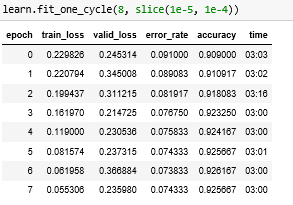 learn.fit_one_cycle(8, slice(1e-5, 1e-4))
epoch train_loss valid_loss error_rate accuracy time
0 0.229826 0.245314 0.091000 0.909000 03:03
1 0.220794 0.345008 0.089083 0.910917 03:02
2 0.199437 0.311215 0.081917 0.918083 03:16
3 0.161970 0.214725 0.076750 0.923250 03:00
4 0.119000 0.230536 0.075833 0.924167 03:00
5 0.081574 0.237315 0.074333 0.925667 03:01
6 0.061958 0.366884 0.073833 0.926167 03:00
7 0.055306 0.235980 0.074333 0.925667 03:00